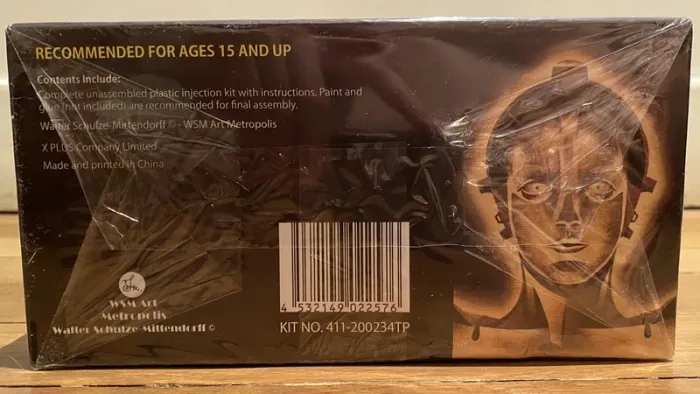 RECOMMENDED FOR AGES 15 AND UP
Contents Include:
Complete unassembled plastic injection kit with instructions. Paint and
glue (not included) are recommended for final assembly.
Walter Schulze-Mittendorff © - WSM Art Metropolis
X PLUS Company Limited
Made and printed in China
WSM Art
Metropolis
Walter Schulze-Mittendorff ©
4 532149 022576
KIT NO. 411-200234TP